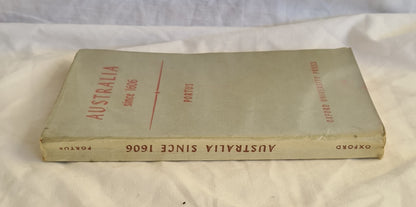 AUSTRALIA
since 1606
PORTUS
OXFORD UNIVERSITY PRESS
PORTUS
AUSTRALIA SINCE 1606
OXFORD